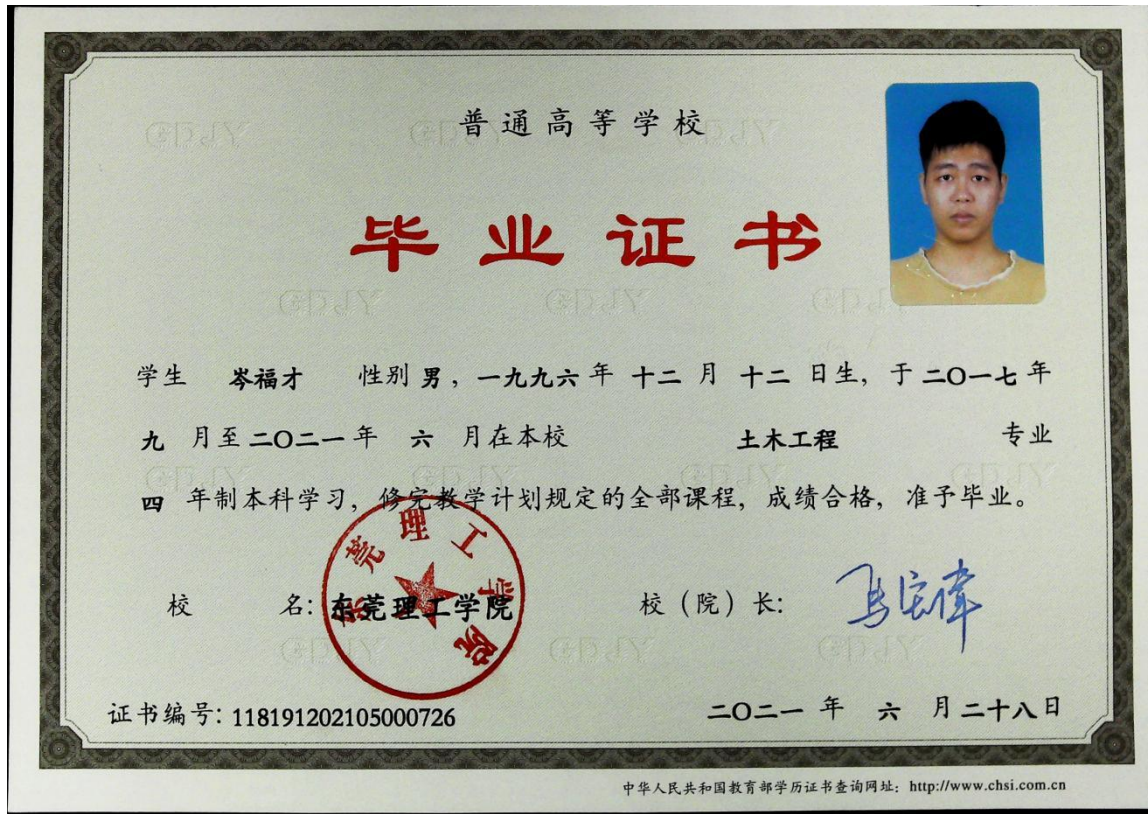 普通高等学校
毕业证书
学生 岑福才 性别 男，一九九六 年 十二 月 十二 日生，于 二〇一七 年
九 月至 二〇二一 年 六 月在本校 土木工程 专业
四 年制本科学习，修完教学计划规定的全部课程，成绩合格，准予毕业。
东莞理工学院
校 名：东莞理工学院 校（院）长：
证书编号：118191202105000726 二〇二一 年 六 月 二十八 日
中华人民共和国教育部学历证书查询网址：http://www.chsi.com.cn